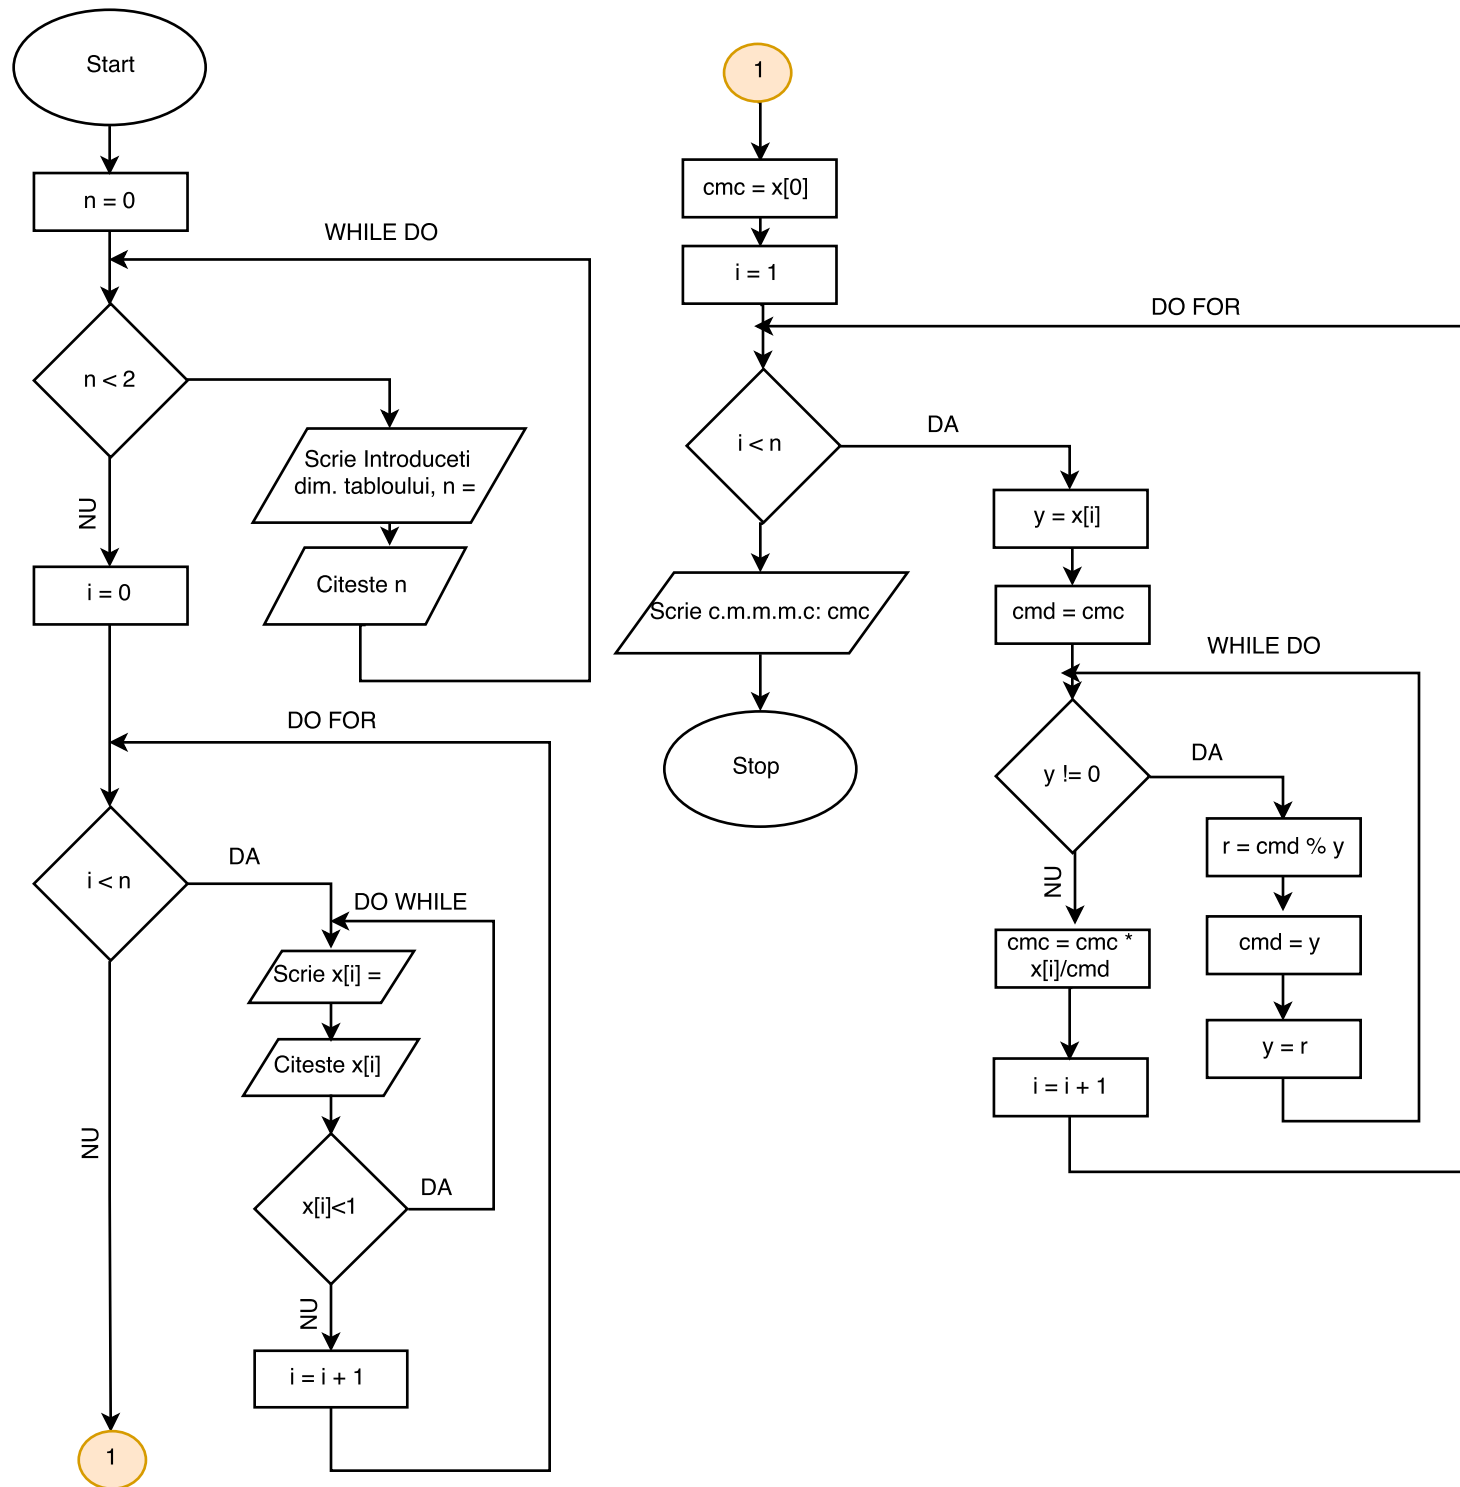 Start
n = 0
WHILE DO
n < 2
Scrie Introduceti
dim. tabloului, n =
NU
Citeste n
i = 0
DO FOR
i < n
DA
DO WHILE
Scrie x[i] =
Citeste x[i]
NU
x[i]<1
DA
NU
i = i + 1
1
1
cmc = x[0]
i = 1
DO FOR
i < n
DA
y = x[i]
cmd = cmc
Scrie c.m.m.m.c: cmc
Stop
WHILE DO
y != 0
DA
r = cmd % y
NU
cmc = cmc *
x[i]/cmd
cmd = y
y = r
i = i + 1